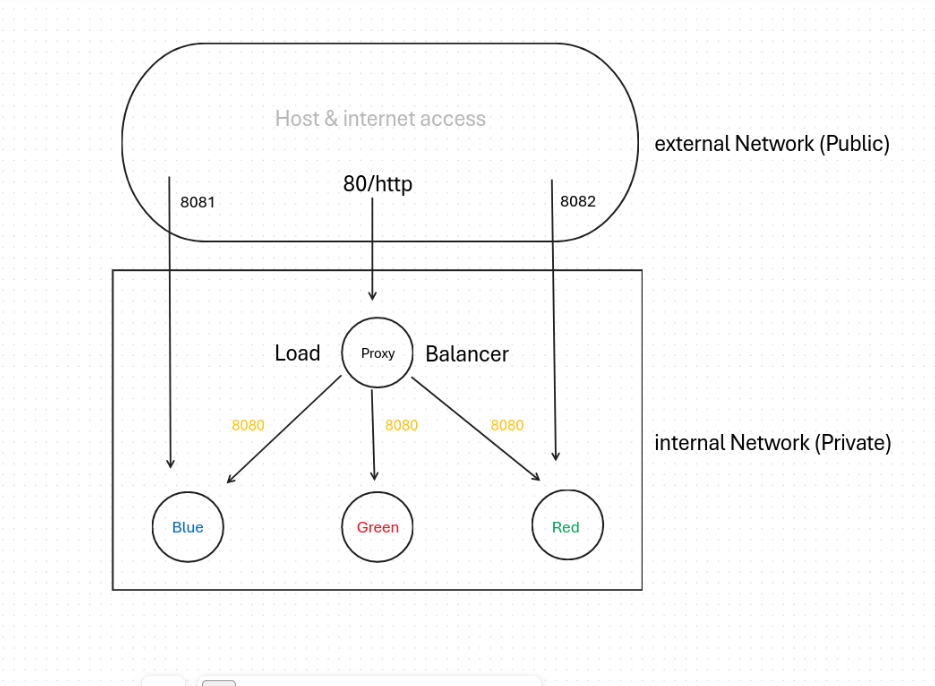 Host & internet access
external Network (Public)
80/http
8081
8082
Load
Proxy
Balancer
8080
8080
8080
internal Network (Private)
Blue
Green
Red